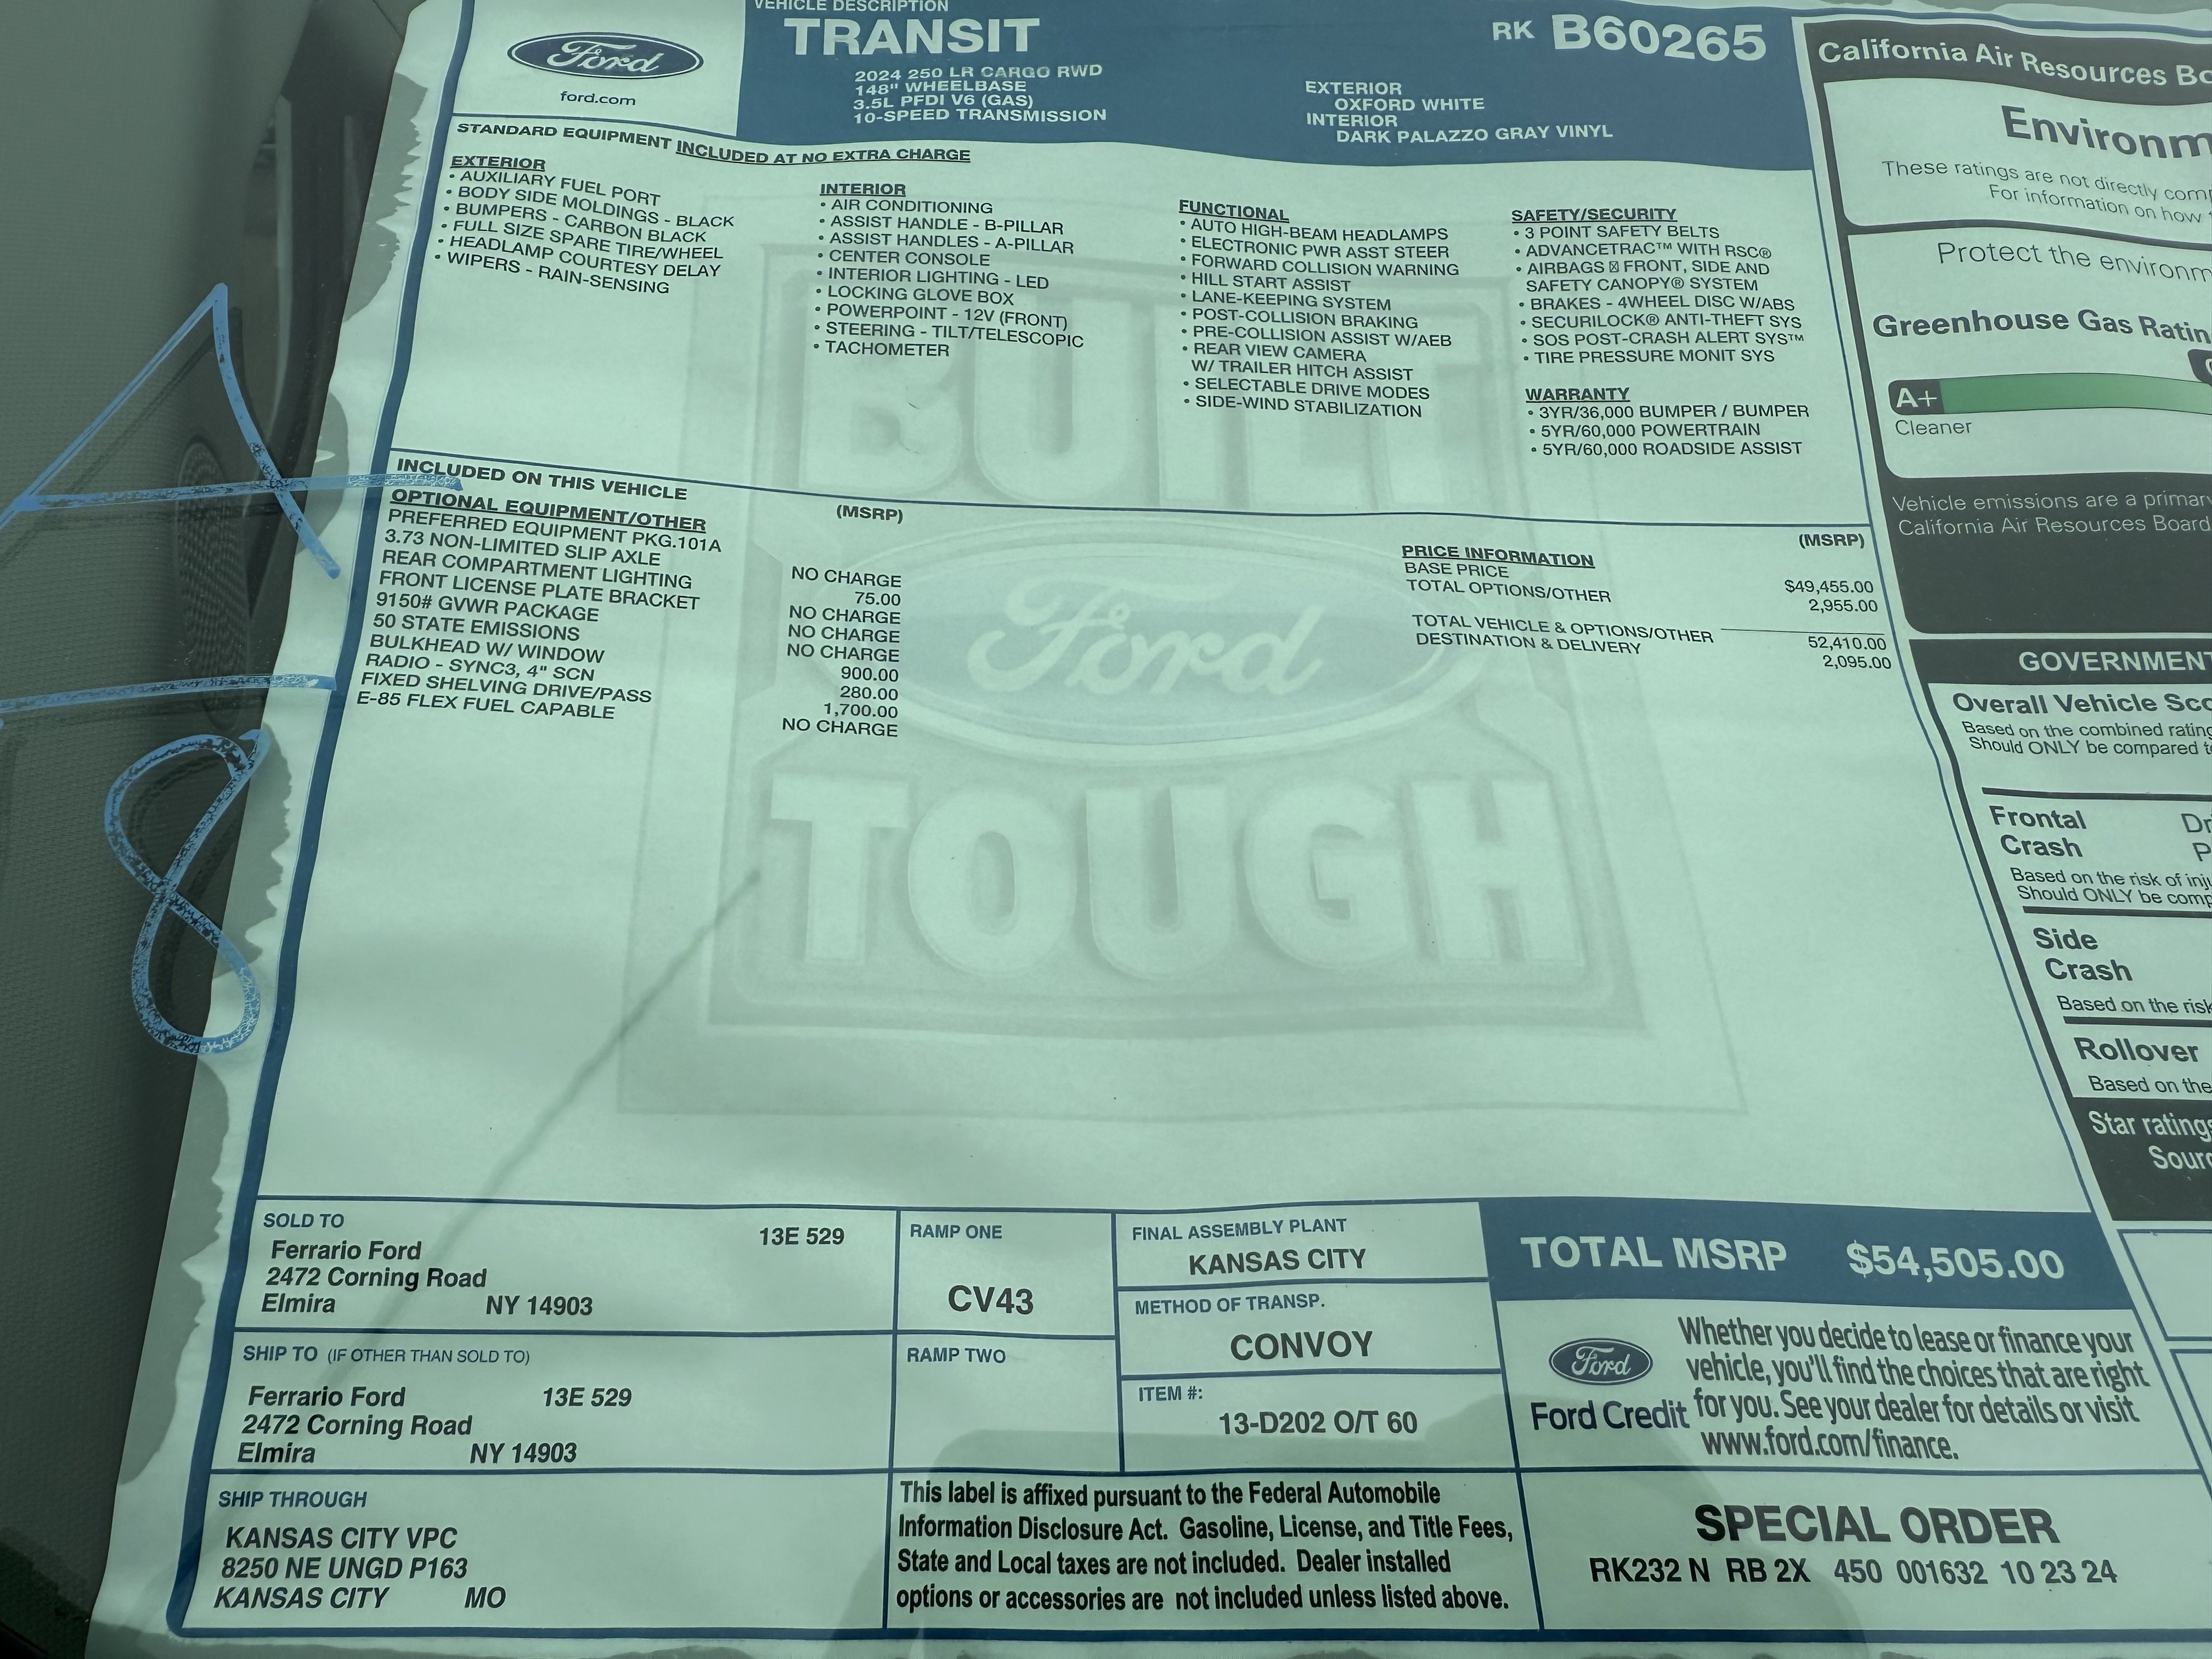 VEHICLE DESCRIPTION
TRANSIT
2024 250 LR CARGO RWD
148" WHEELBASE
3.5L PFDI V6 (GAS)
10-SPEED TRANSMISSION
RK B60265
EXTERIOR
OXFORD WHITE
INTERIOR
DARK PALAZZO GRAY VINYL
Ford
ford.com
STANDARD EQUIPMENT INCLUDED AT NO EXTRA CHARGE
EXTERIOR
• AUXILIARY FUEL PORT
• BODY SIDE MOLDINGS - BLACK
• BUMPERS - CARBON BLACK
• FULL SIZE SPARE TIRE/WHEEL
• HEADLAMP COURTESY DELAY
• WIPERS - RAIN-SENSING
INTERIOR
• AIR CONDITIONING
• ASSIST HANDLE - B-PILLAR
• ASSIST HANDLES - A-PILLAR
• CENTER CONSOLE
• INTERIOR LIGHTING - LED
• LOCKING GLOVE BOX
• POWERPOINT - 12V (FRONT)
• STEERING - TILT/TELESCOPIC
• TACHOMETER
FUNCTIONAL
• AUTO HIGH-BEAM HEADLAMPS
• ELECTRONIC PWR ASST STEER
• FORWARD COLLISION WARNING
• HILL START ASSIST
• LANE-KEEPING SYSTEM
• POST-COLLISION BRAKING
• PRE-COLLISION ASSIST W/AEB
• REAR VIEW CAMERA
W/ TRAILER HITCH ASSIST
• SELECTABLE DRIVE MODES
• SIDE-WIND STABILIZATION
SAFETY/SECURITY
• 3 POINT SAFETY BELTS
• ADVANCETRAC™ WITH RSC®
• AIRBAGS FRONT, SIDE AND
SAFETY CANOPY® SYSTEM
• BRAKES - 4WHEEL DISC W/ABS
• SECURILOCK® ANTI-THEFT SYS
• SOS POST-CRASH ALERT SYS™
• TIRE PRESSURE MONIT SYS
WARRANTY
• 3YR/36,000 BUMPER / BUMPER
• 5YR/60,000 POWERTRAIN
• 5YR/60,000 ROADSIDE ASSIST
INCLUDED ON THIS VEHICLE
(MSRP)
OPTIONAL EQUIPMENT/OTHER
PREFERRED EQUIPMENT PKG.101A
3.73 NON-LIMITED SLIP AXLE NO CHARGE
REAR COMPARTMENT LIGHTING 75.00
FRONT LICENSE PLATE BRACKET NO CHARGE
9150# GVWR PACKAGE NO CHARGE
50 STATE EMISSIONS NO CHARGE
BULKHEAD W/ WINDOW 900.00
RADIO - SYNC3, 4" SCN 280.00
FIXED SHELVING DRIVE/PASS 1,700.00
E-85 FLEX FUEL CAPABLE NO CHARGE
(MSRP)
PRICE INFORMATION
BASE PRICE $49,455.00
TOTAL OPTIONS/OTHER 2,955.00
TOTAL VEHICLE & OPTIONS/OTHER 52,410.00
DESTINATION & DELIVERY 2,095.00
BUILT
Ford
TOUGH
A
8
SOLD TO
13E 529
Ferrario Ford
2472 Corning Road
Elmira NY 14903
SHIP TO (IF OTHER THAN SOLD TO)
Ferrario Ford 13E 529
2472 Corning Road
Elmira NY 14903
SHIP THROUGH
KANSAS CITY VPC
8250 NE UNGD P163
KANSAS CITY MO
RAMP ONE
CV43
RAMP TWO
FINAL ASSEMBLY PLANT
KANSAS CITY
METHOD OF TRANSP.
CONVOY
ITEM #:
13-D202 O/T 60
This label is affixed pursuant to the Federal Automobile
Information Disclosure Act. Gasoline, License, and Title Fees,
State and Local taxes are not included. Dealer installed
options or accessories are not included unless listed above.
TOTAL MSRP $54,505.00
Ford
Ford Credit
Whether you decide to lease or finance your
vehicle, you'll find the choices that are right
for you. See your dealer for details or visit
www.ford.com/finance.
SPECIAL ORDER
RK232 N RB 2X 450 001632 10 23 24
California Air Resources
These ratings are not directly
For information on how
Protect the
Greenhouse Gas
A+
Cleaner
Vehicle emissions are a
California Air Resources Board
GOVERNMENT
Overall Vehicle
Based on the combined
Should ONLY be compared
Frontal
Crash
Based on the risk of
Should ONLY be
Side
Crash
Based on the
Rollover
Based on the
Star